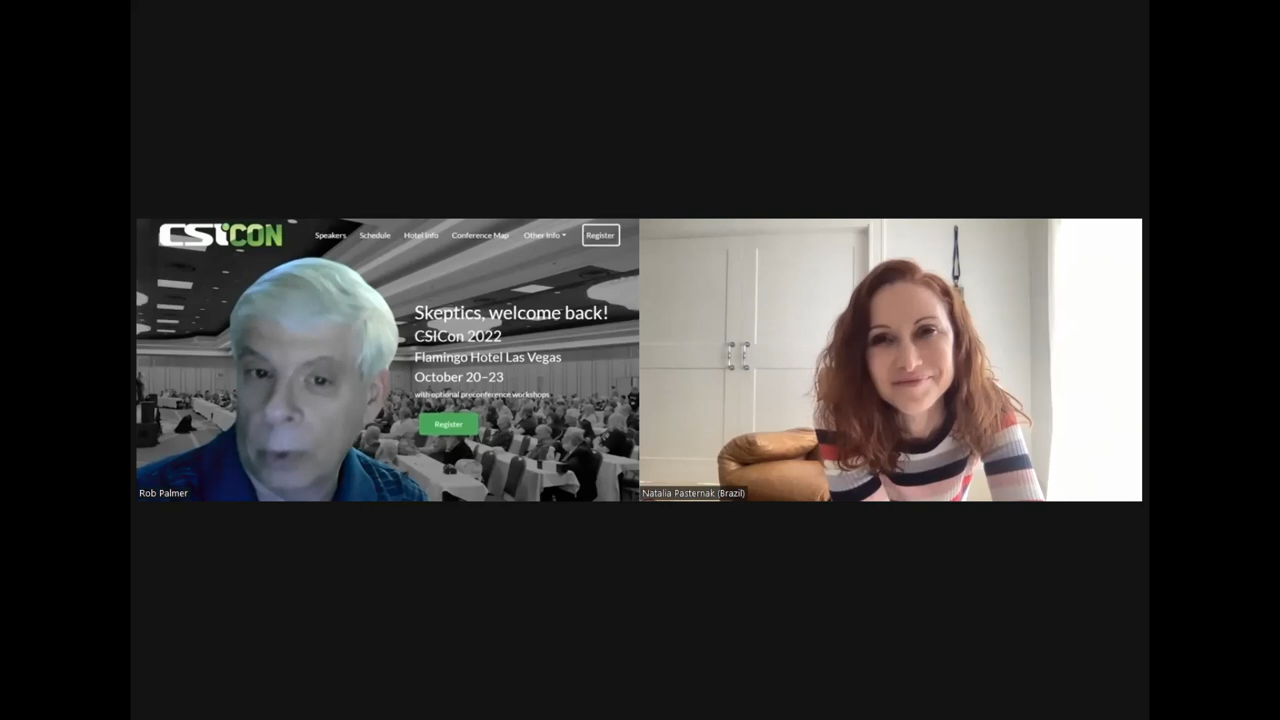 CSICON
Speakers Schedule Hotel Info Conference Map Other Info Register
Skeptics, welcome back!
CSICon 2022
Flamingo Hotel Las Vegas
October 20–23
with optional preconference workshops
Register
Rob Palmer
Natalia Pasternak (Brazil)